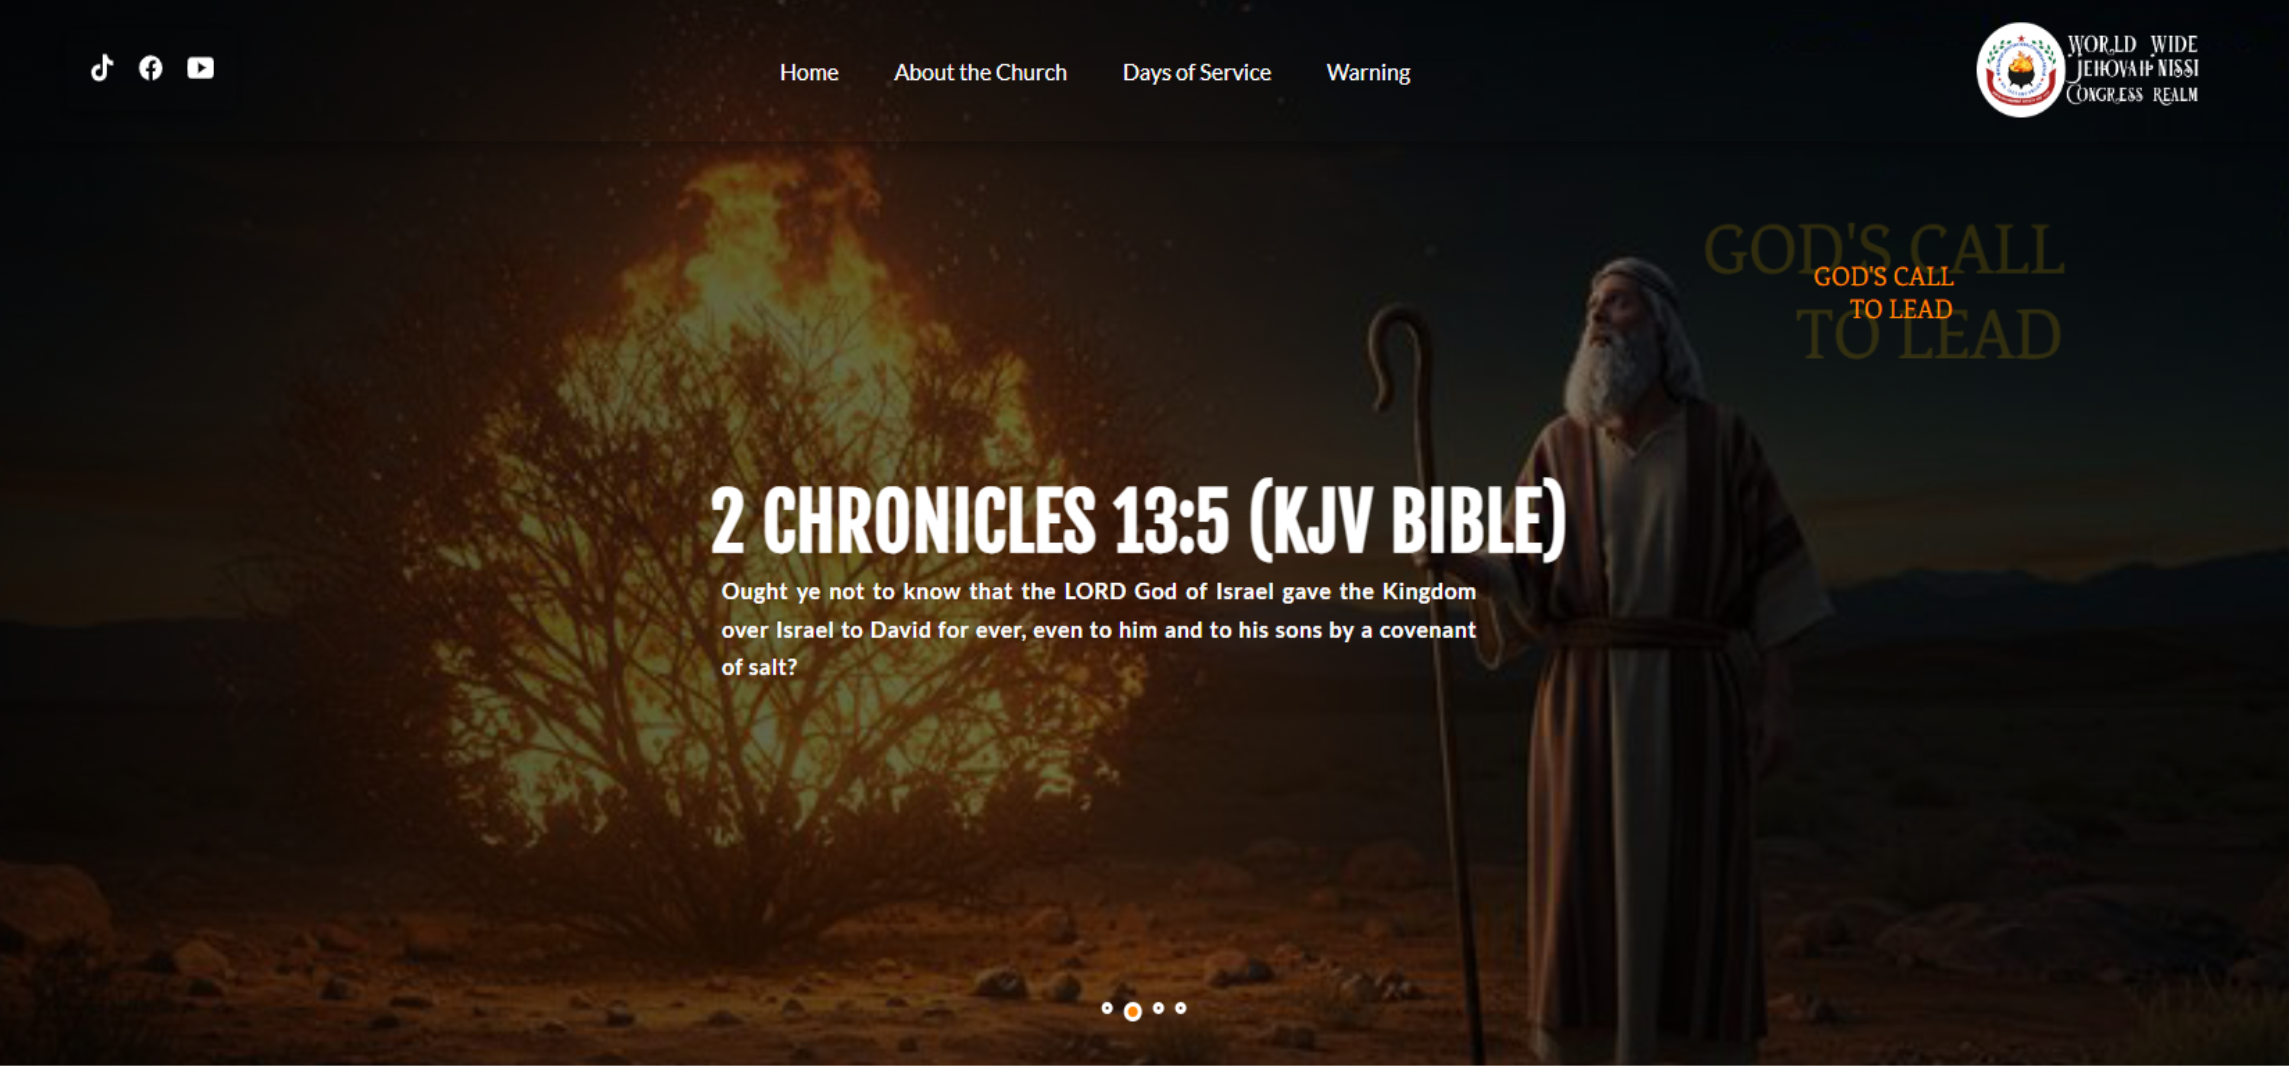 Home About the Church Days of Service Warning
WORLD WIDE
JEHOVAH NISSI
CONGRESS REALM
GOD'S CALL
TO LEAD
GOD'S CALL
TO LEAD
2 CHRONICLES 13:5 (KJV BIBLE)
Ought ye not to know that the LORD God of Israel gave the Kingdom
over Israel to David for ever, even to him and to his sons by a covenant
of salt?